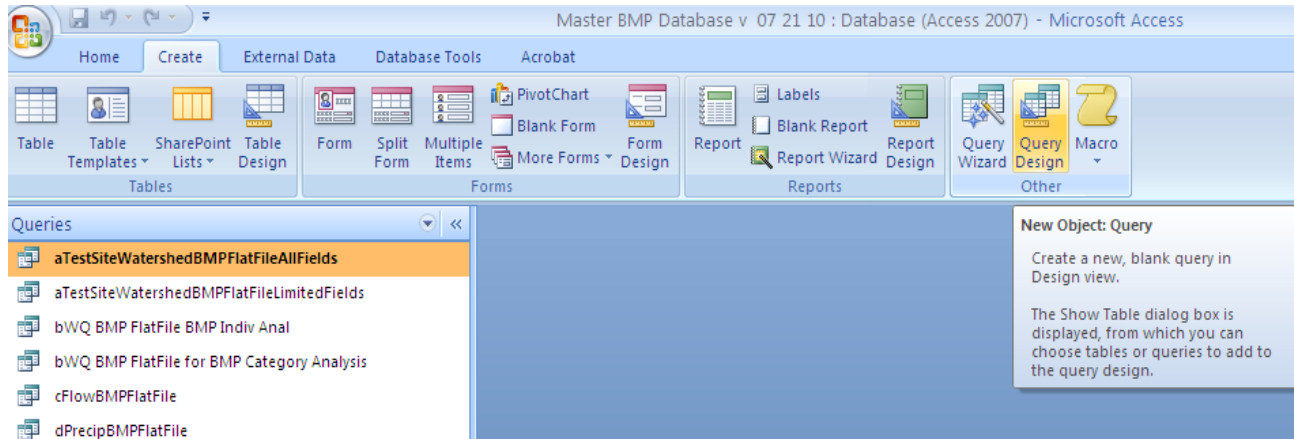 Master BMP Database v 07 21 10 : Database (Access 2007) - Microsoft Access
Home Create External Data Database Tools Acrobat
Table
Table Templates
SharePoint Lists
Table Design
Tables
Form
Split Form
Multiple Items
PivotChart
Blank Form
More Forms
Form Design
Forms
Report
Labels
Blank Report
Report Wizard
Report Design
Reports
Query Wizard
Query Design
Macro
Other
Queries
aTestSiteWatershedBMPFlatFileAllFields
aTestSiteWatershedBMPFlatFileLimitedFields
bWQ BMP FlatFile BMP Indiv Anal
bWQ BMP FlatFile for BMP Category Analysis
cFlowBMPFlatFile
dPrecipBMPFlatFile
New Object: Query
Create a new, blank query in
Design view.
The Show Table dialog box is
displayed, from which you can
choose tables or queries to add to
the query design.